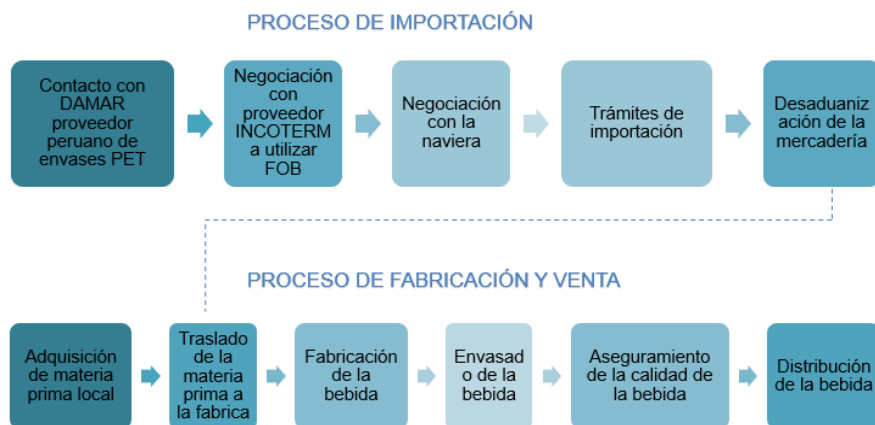 PROCESO DE IMPORTACIÓN
Contacto con
DAMAR
proveedor
peruano de
envases PET
Negociación
con
proveedor
INCOTERM
a utilizar
FOB
Negociación
con la
naviera
Trámites de
importación
Desaduaniz
ación de la
mercadería
PROCESO DE FABRICACIÓN Y VENTA
Adquisición
de materia
prima local
Traslado
de la
materia
prima a
la fabrica
Fabricación
de la
bebida
Envasad
o de la
bebida
Aseguramiento
de la calidad de
la bebida
Distribución
de la bebida